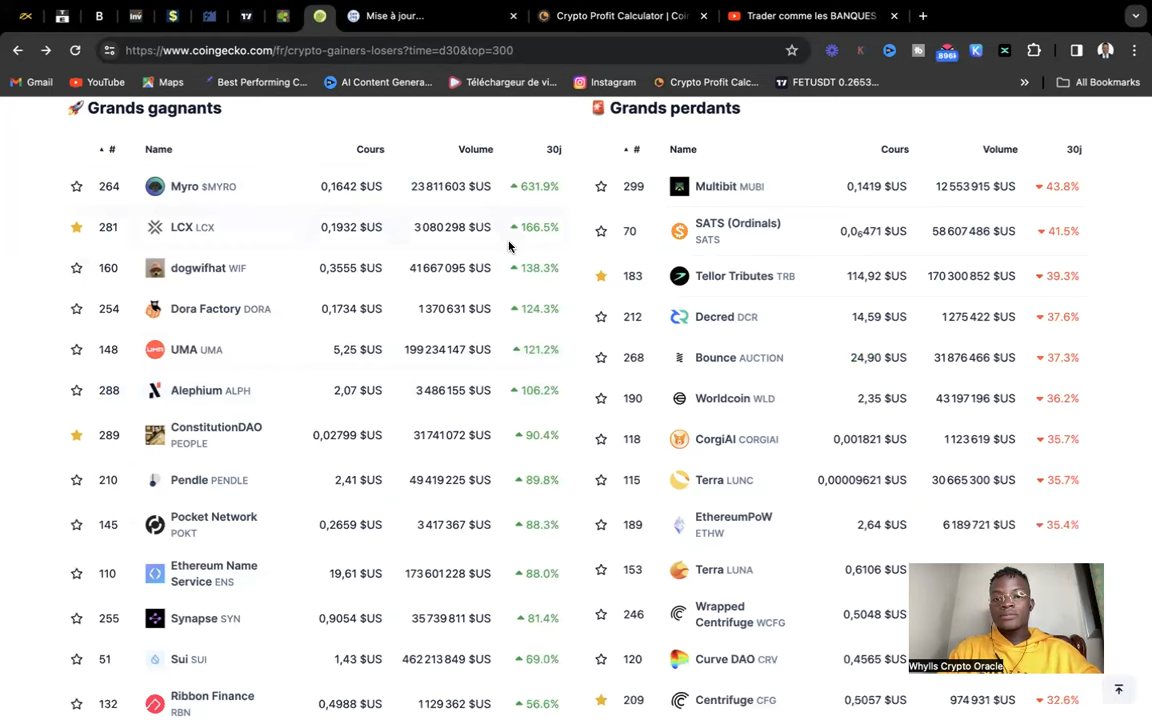 Mise à jour...
Crypto Profit Calculator | Coi
Trader comme les BANQUES
https://www.coingecko.com/fr/crypto-gainers-losers?time=d30&top=300
896k
Gmail
YouTube
Maps
Best Performing C...
AI Content Genera...
Téléchargeur de vi...
Instagram
Crypto Profit Calc...
FETUSDT 0.2653...
All Bookmarks
🚀 Grands gagnants
# Name Cours Volume 30j
264 Myro $MYRO 0,1642 $US 23 811 603 $US 631.9%
281 LCX LCX 0,1932 $US 3 080 298 $US 166.5%
160 dogwifhat WIF 0,3555 $US 41 667 095 $US 138.3%
254 Dora Factory DORA 0,1734 $US 1 370 631 $US 124.3%
148 UMA UMA 5,25 $US 199 234 147 $US 121.2%
288 Alephium ALPH 2,07 $US 3 486 155 $US 106.2%
289 ConstitutionDAO PEOPLE 0,02799 $US 31 741 072 $US 90.4%
210 Pendle PENDLE 2,41 $US 49 419 225 $US 89.8%
145 Pocket Network POKT 0,2659 $US 3 417 367 $US 88.3%
110 Ethereum Name Service ENS 19,61 $US 173 601 228 $US 88.0%
255 Synapse SYN 0,9054 $US 35 739 811 $US 81.4%
51 Sui SUI 1,43 $US 462 213 849 $US 69.0%
132 Ribbon Finance RBN 0,4988 $US 1 129 362 $US 56.6%
🚨 Grands perdants
# Name Cours Volume 30j
299 Multibit MUBI 0,1419 $US 12 553 915 $US 43.8%
70 SATS (Ordinals) SATS 0,0₆471 $US 58 607 486 $US 41.5%
183 Tellor Tributes TRB 114,92 $US 170 300 852 $US 39.3%
212 Decred DCR 14,59 $US 1 275 422 $US 37.6%
268 Bounce AUCTION 24,90 $US 31 876 466 $US 37.3%
190 Worldcoin WLD 2,35 $US 43 197 196 $US 36.2%
118 CorgiAI CORGIAI 0,001821 $US 1 123 619 $US 35.7%
115 Terra LUNC 0,00009621 $US 30 665 300 $US 35.7%
189 EthereumPoW ETHW 2,64 $US 6 189 721 $US 35.4%
153 Terra LUNA 0,6106 $US
246 Wrapped Centrifuge WCFG 0,5048 $US
120 Curve DAO CRV 0,4565 $US
209 Centrifuge CFG 0,5057 $US 974 931 $US 32.6%
Whylls Crypto Oracle